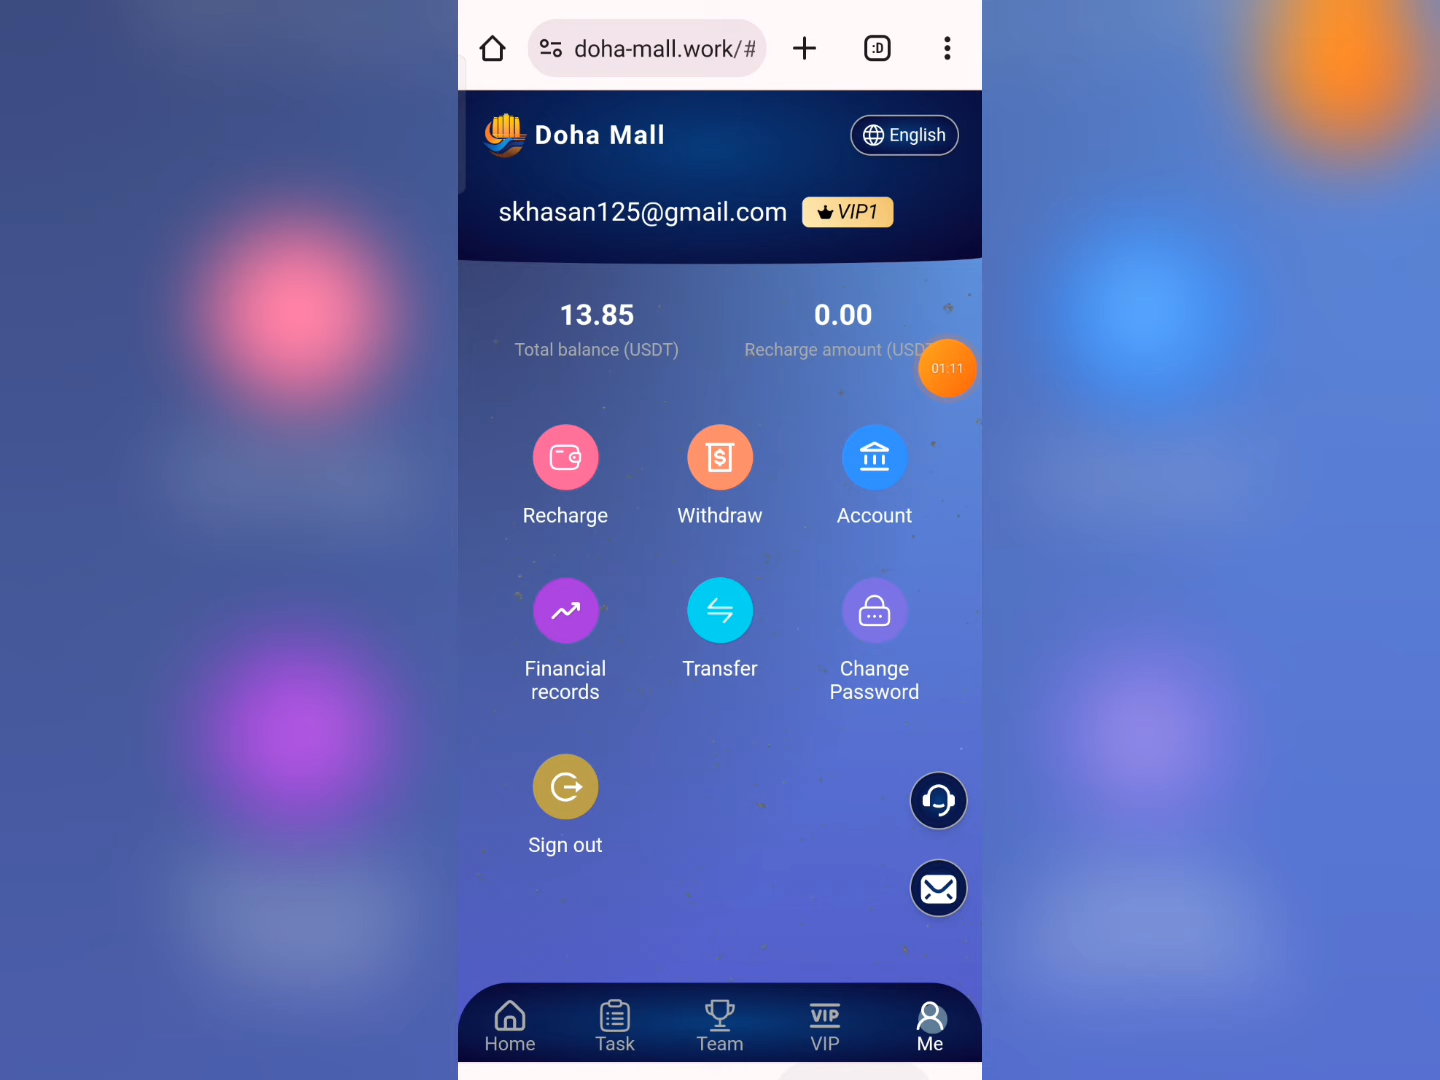 doha-mall.work/#
:D
Doha Mall
English
skhasan125@gmail.com
VIP1
13.85
0.00
Total balance (USDT)
Recharge amount (USD
01:11
Recharge
Withdraw
Account
Financial
records
Transfer
Change
Password
Sign out
Home
Task
Team
VIP
VIP
Me